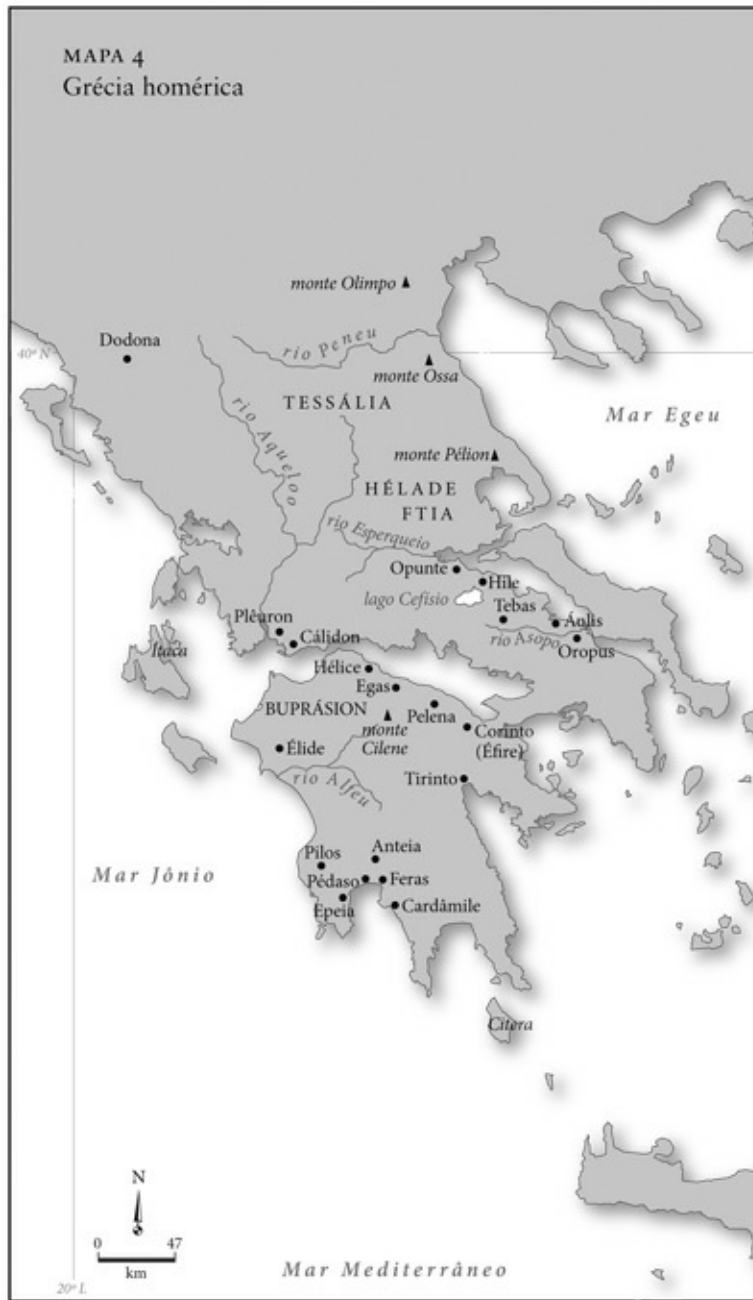 MAPA 4
Grécia homérica
monte Olimpo
Dodona
40º N
rio Peneu
monte Ossa
TESSÁLIA
rio Aqueloo
Mar Egeu
monte Pélion
HÉLADE
FTIA
rio Esperqueio
Opunte
Hile
lago Cefísio
Tebas
Áulis
Plêuron
rio Asopo
Cálidon
Oropus
Ítaca
Hélice
Egas
BUPRÁSION
Pelena
monte
Cilene
Corinto
(Éfire)
Élide
rio Alfeu
Tirinto
Pilos
Anteia
Mar Jônio
Pédaso
Feras
Epeia
Cardâmile
Citera
N
0 47
km
Mar Mediterrâneo
20º L